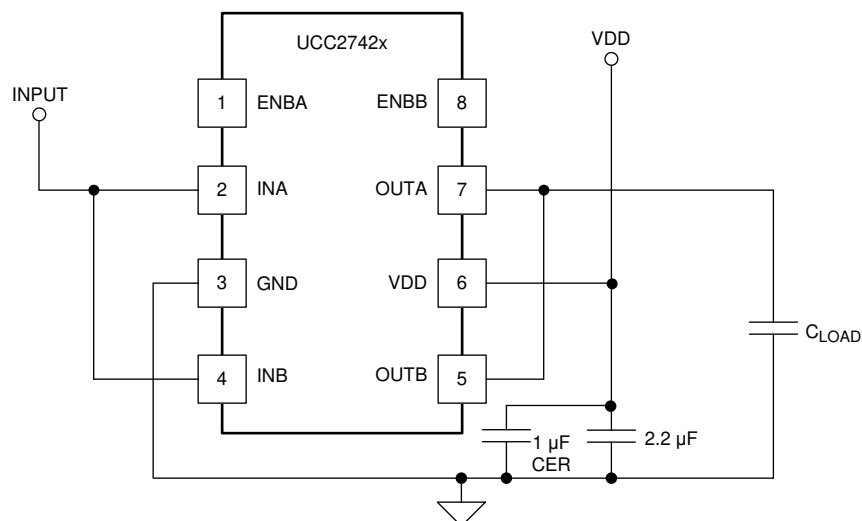 UCC2742x
VDD
INPUT
1 ENBA ENBB 8
2 INA OUTA 7
3 GND VDD 6
4 INB OUTB 5
C_LOAD
1 µF
CER
2.2 µF